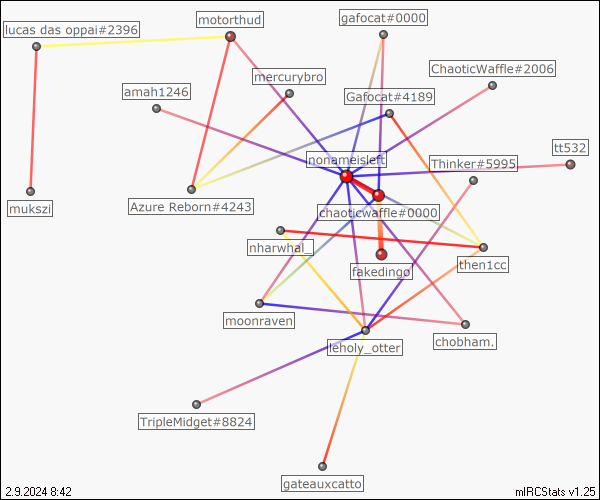 gafocat#0000
motorthud
lucas das oppai#2396
ChaoticWaffle#2006
mercurybro
amah1246
Gafocat#4189
tt532
nonameisleft
Thinker#5995
mukszi
Azure Reborn#4243
chaoticwaffle#0000
nharwhal_
then1cc
fakedingo
moonraven
chobham.
leholy_otter
TripleMidget#8824
gateauxcatto
2.9.2024 8:42
mIRCStats v1.25